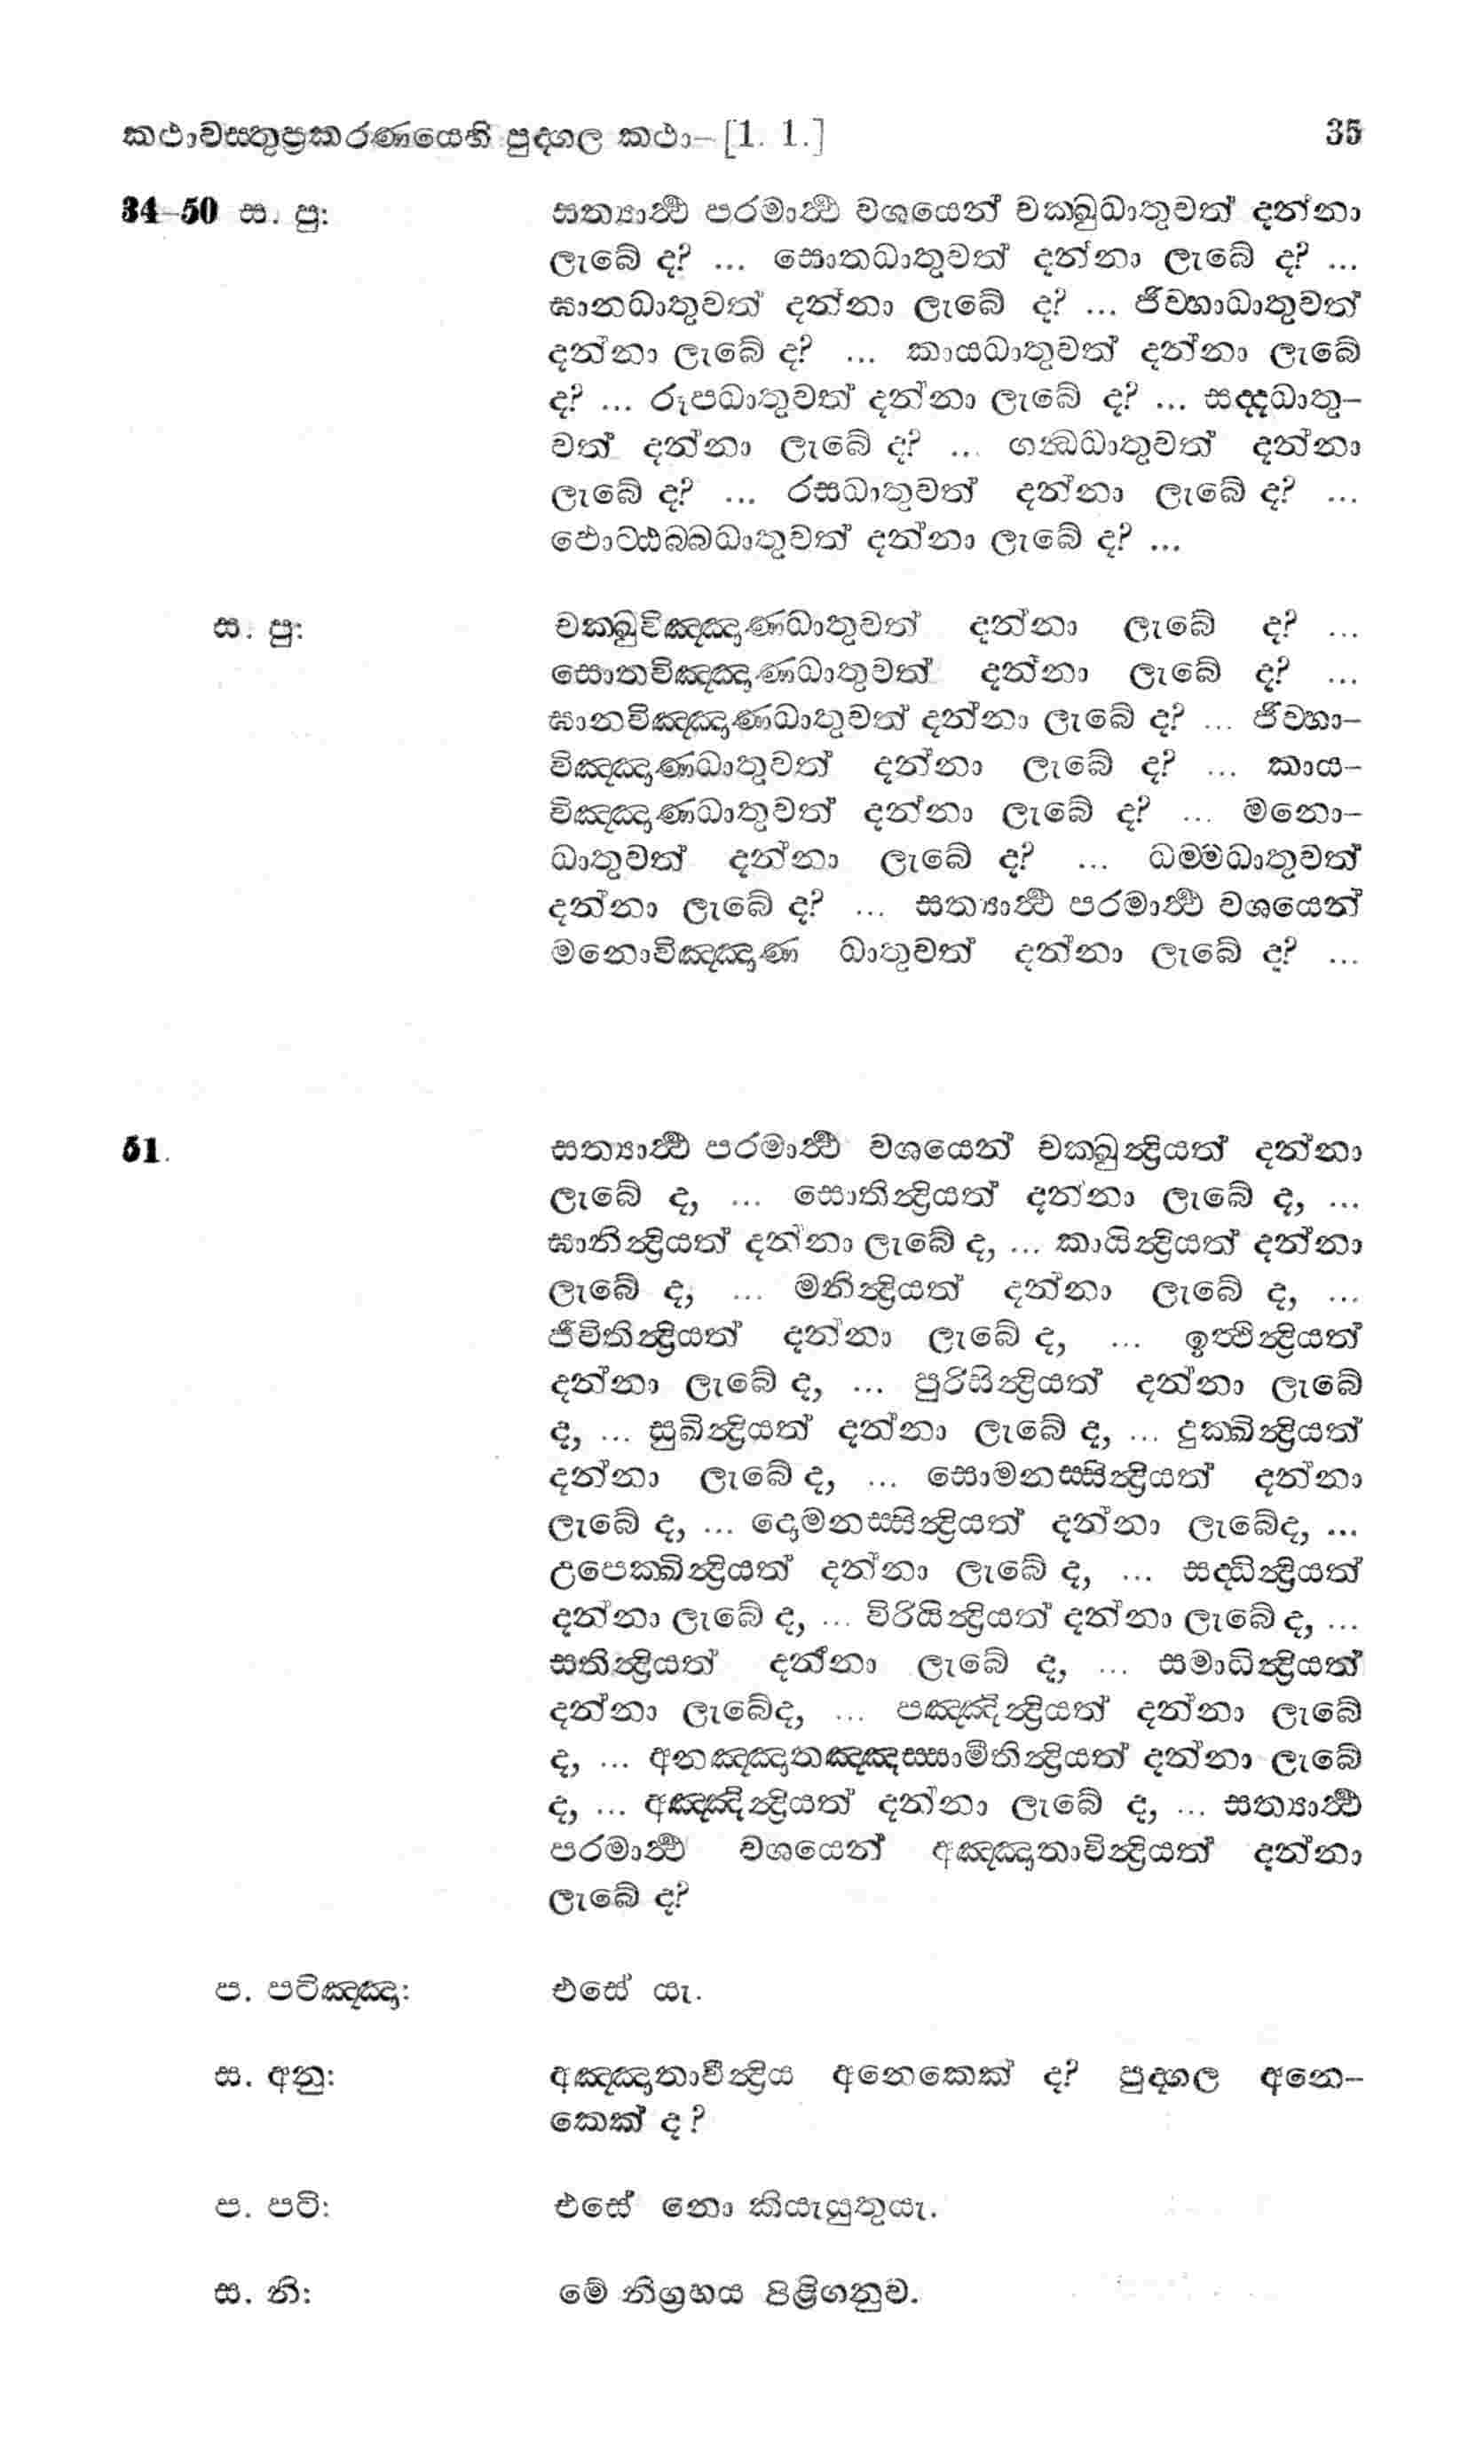 කථාවස්තුප්‍රකරණයෙහි පුද්ගල කථා–[1. 1.] 35
34–50 ස. පු: සත්‍යාර්‍ථ පරමාර්‍ථ වශයෙන් චක්ඛුධාතුවත් දන්නා
ලැබේ ද? ... සොතධාතුවත් දන්නා ලැබේ ද? ...
ඝානධාතුවත් දන්නා ලැබේ ද? ... ජිව්හාධාතුවත්
දන්නා ලැබේ ද? ... කායධාතුවත් දන්නා ලැබේ
ද? ... රූපධාතුවත් දන්නා ලැබේ ද? ... සද්දධාතු–
වත් දන්නා ලැබේ ද? ... ගන්‍ධධාතුවත් දන්නා
ලැබේ ද? ... රසධාතුවත් දන්නා ලැබේ ද? ...
ඵොට්ඨබ්බධාතුවත් දන්නා ලැබේ ද? ...
ස. පු: චක්ඛුවිඤ්ඤාණධාතුවත් දන්නා ලැබේ ද? ...
සොතවිඤ්ඤාණධාතුවත් දන්නා ලැබේ ද? ...
ඝානවිඤ්ඤාණධාතුවත් දන්නා ලැබේ ද? ... ජිව්හා–
විඤ්ඤාණධාතුවත් දන්නා ලැබේ ද? ... කාය–
විඤ්ඤාණධාතුවත් දන්නා ලැබේ ද? ... මනො–
ධාතුවත් දන්නා ලැබේ ද? ... ධම්මධාතුවත්
දන්නා ලැබේ ද? ... සත්‍යාර්‍ථ පරමාර්‍ථ වශයෙන්
මනොවිඤ්ඤාණ ධාතුවත් දන්නා ලැබේ ද? ...
51. සත්‍යාර්‍ථ පරමාර්‍ථ වශයෙන් චක්ඛුන්‍ද්‍රියත් දන්නා
ලැබේ ද, ... සොතින්‍ද්‍රියත් දන්නා ලැබේ ද, ...
ඝානින්‍ද්‍රියත් දන්නා ලැබේ ද, ... කායින්‍ද්‍රියත් දන්නා
ලැබේ ද, ... මනින්‍ද්‍රියත් දන්නා ලැබේ ද, ...
ජීවිතින්‍ද්‍රියත් දන්නා ලැබේ ද, ... ඉත්‍ථින්‍ද්‍රියත්
දන්නා ලැබේ ද, ... පුරිසින්‍ද්‍රියත් දන්නා ලැබේ
ද, ... සුඛින්‍ද්‍රියත් දන්නා ලැබේ ද, ... දුක්ඛින්‍ද්‍රියත්
දන්නා ලැබේ ද, ... සොමනස්සින්‍ද්‍රියත් දන්නා
ලැබේ ද, ... දොමනස්සින්‍ද්‍රියත් දන්නා ලැබේද, ...
උපෙක්ඛින්‍ද්‍රියත් දන්නා ලැබේ ද, ... සද්ධින්‍ද්‍රියත්
දන්නා ලැබේ ද, ... විරියින්‍ද්‍රියත් දන්නා ලැබේ ද, ...
සතින්‍ද්‍රියත් දන්නා ලැබේ ද, ... සමාධින්‍ද්‍රියත්
දන්නා ලැබේද, ... පඤ්ඤින්‍ද්‍රියත් දන්නා ලැබේ
ද, ... අනඤ්ඤාතඤ්ඤස්සාමීතින්‍ද්‍රියත් දන්නා ලැබේ
ද, ... අඤ්ඤින්‍ද්‍රියත් දන්නා ලැබේ ද, ... සත්‍යාර්‍ථ
පරමාර්‍ථ වශයෙන් අඤ්ඤාතාවින්‍ද්‍රියත් දන්නා
ලැබේ ද?
ප. පටිඤ්ඤා: එසේ යැ.
ස. අනු: අඤ්ඤාතාවීන්‍ද්‍රිය අනෙකෙක් ද? පුද්ගල අනෙ–
කෙක් ද?
ප. පටි: එසේ නො කියැයුතුයැ.
ස. නි: මේ නිග්‍රහය පිළිගනුව.